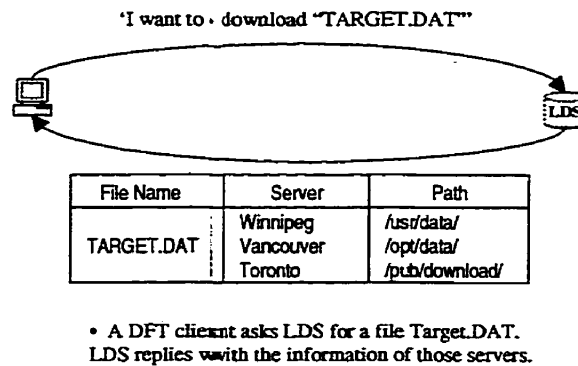 'I want to · download "TARGET.DAT"'
LDS
File Name Server Path
TARGET.DAT
Winnipeg /usr/data/
Vancouver /opt/data/
Toronto /pub/download/
• A DFT client asks LDS for a file Target.DAT.
LDS replies with the information of those servers.